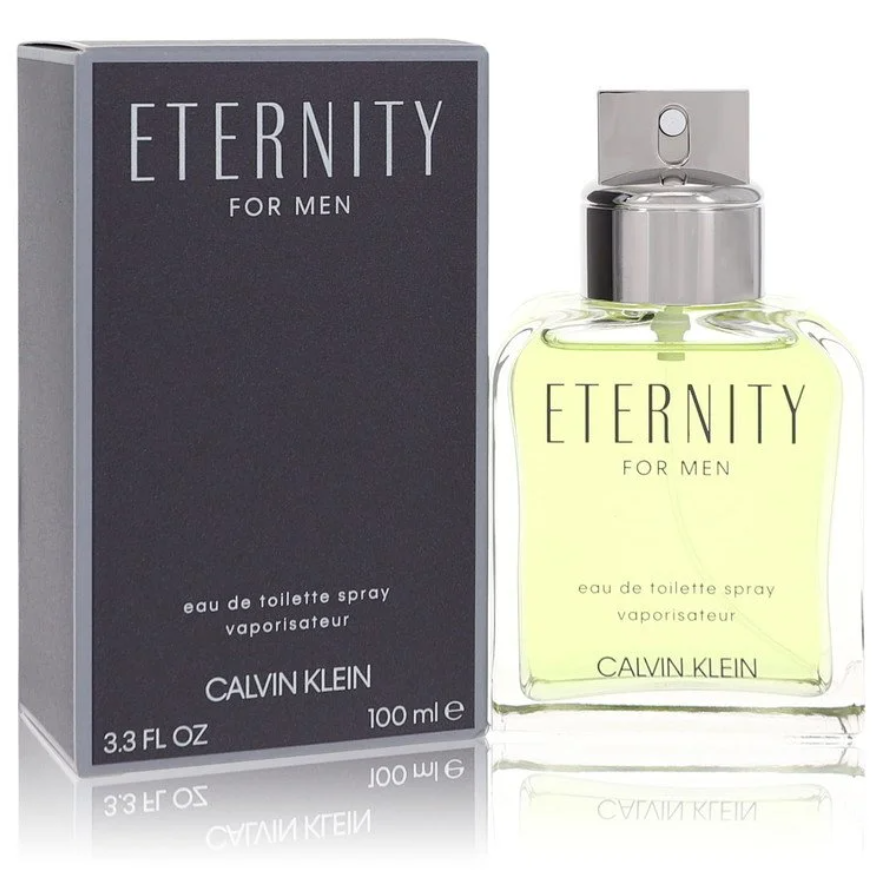 ETERNITY
FOR MEN
eau de toilette spray
vaporisateur
CALVIN KLEIN
3.3 FL OZ
100 ml e
ETERNITY
FOR MEN
eau de toilette spray
vaporisateur
CALVIN KLEIN